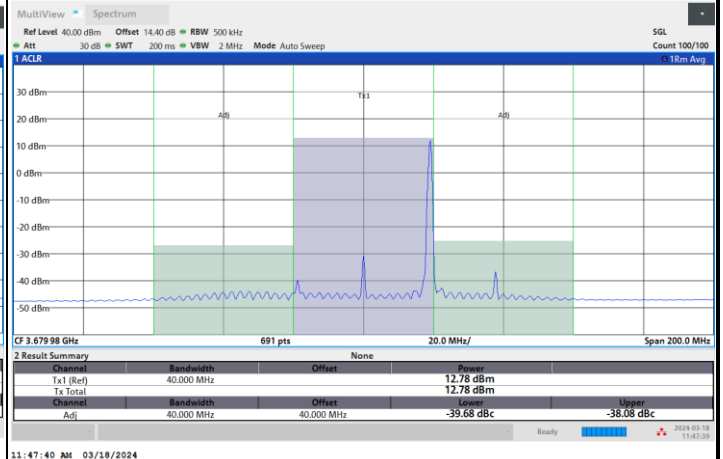 MultiView Spectrum
Ref Level 40.00 dBm Offset 14.40 dB RBW 500 kHz SGL
Att 30 dB SWT 200 ms VBW 2 MHz Mode Auto Sweep Count 100/100
1 ACLR 1Rm Avg
Tx1
Adj Adj
30 dBm
20 dBm
10 dBm
0 dBm
-10 dBm
-20 dBm
-30 dBm
-40 dBm
-50 dBm
CF 3.679 98 GHz 691 pts 20.0 MHz/ Span 200.0 MHz
2 Result Summary None
Channel Bandwidth Offset Power
Tx1 (Ref) 40.000 MHz 12.78 dBm
Tx Total 12.78 dBm
Channel Bandwidth Offset Lower Upper
Adj 40.000 MHz 40.000 MHz -39.68 dBc -38.08 dBc
Ready 2024-03-18
11:47:39
11:47:40 AM 03/18/2024